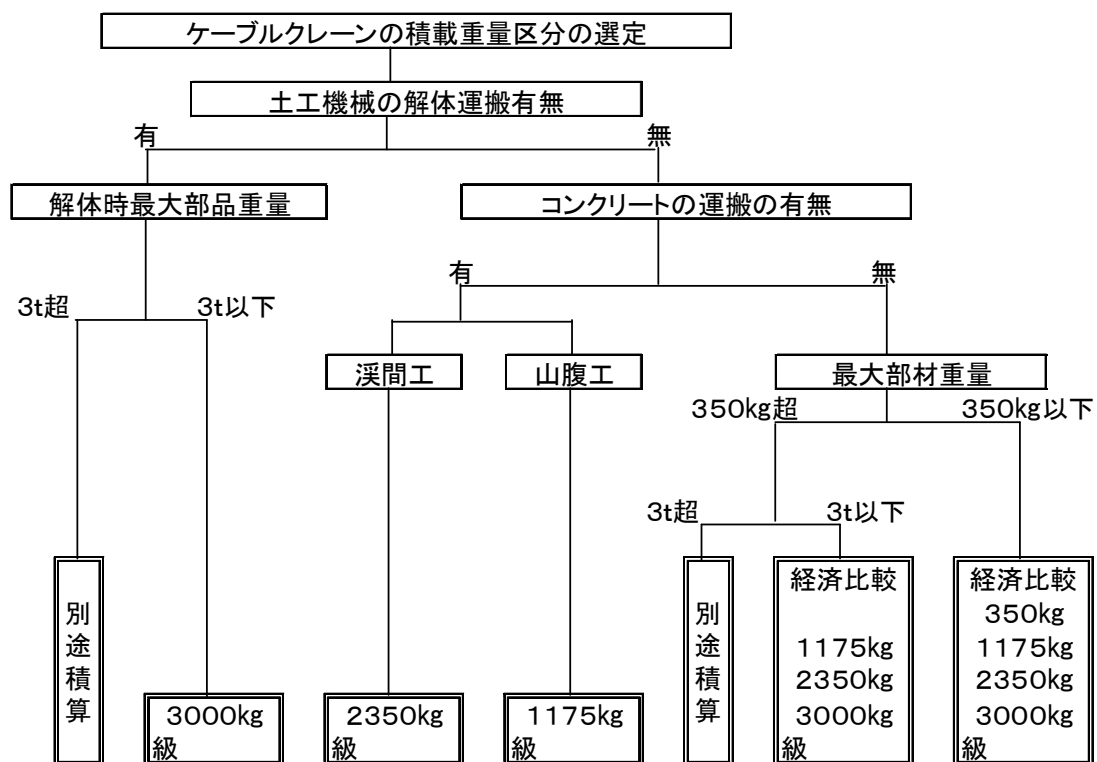 ケーブルクレーンの積載重量区分の選定
土工機械の解体運搬有無
有
無
解体時最大部品重量
コンクリートの運搬の有無
有
無
3t超
3t以下
渓間工
山腹工
最大部材重量
350kg超
350kg以下
3t超
3t以下
別途積算
3000kg
級
2350kg
級
1175kg
級
別途積算
経済比較
1175kg
2350kg
3000kg
級
経済比較
350kg
1175kg
2350kg
3000kg
級